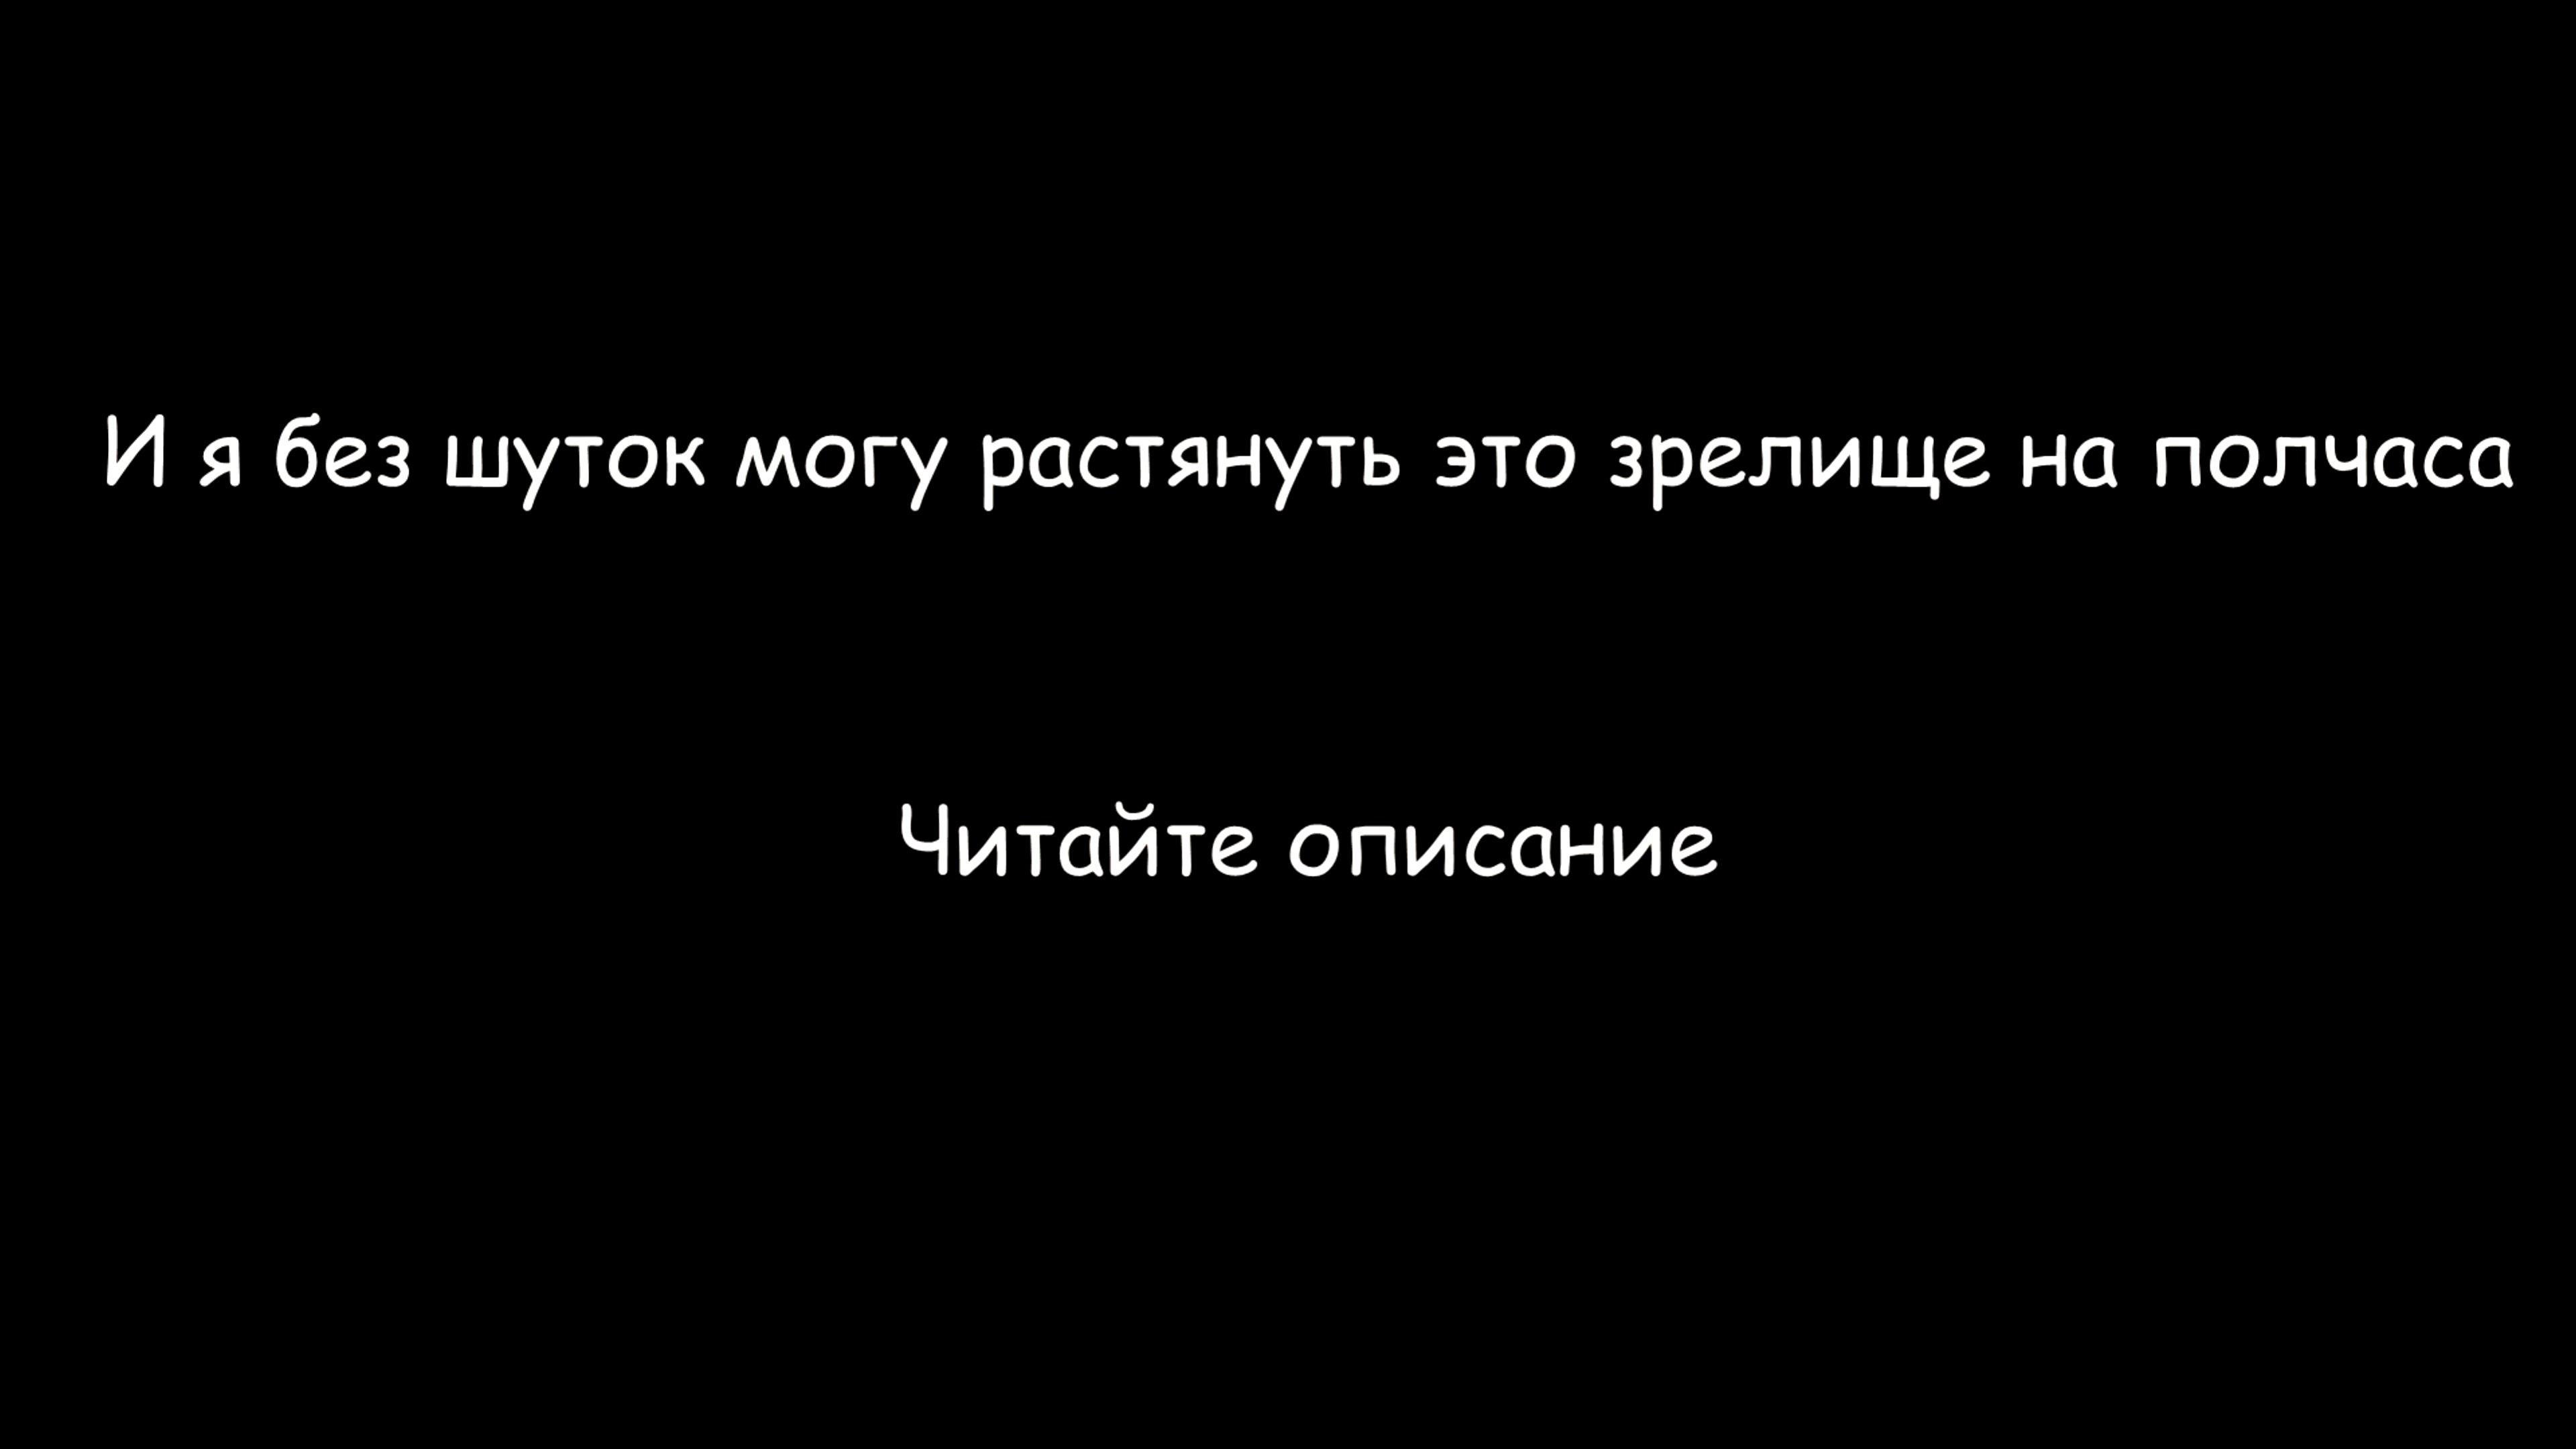 И я без шуток могу растянуть это зрелище на полчаса
Читайте описание